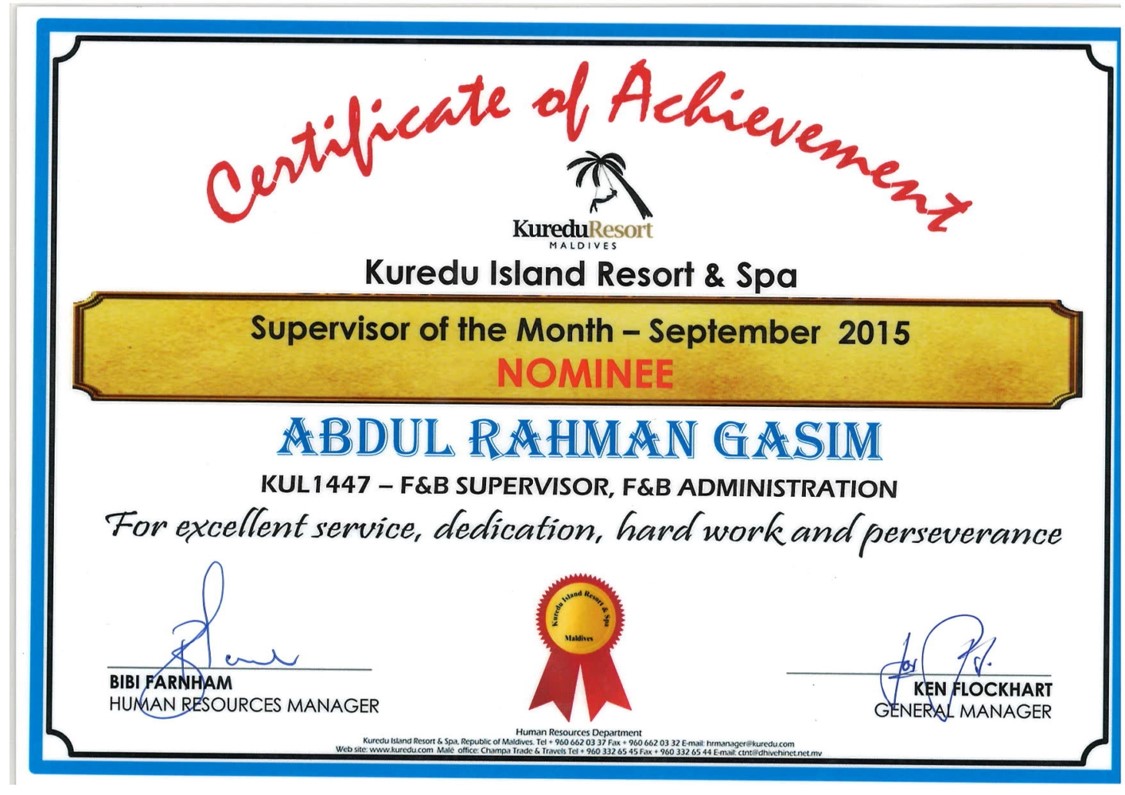 Certificate of Achievement
KureduResort
MALDIVES
Kuredu Island Resort & Spa
Supervisor of the Month – September 2015
NOMINEE
ABDUL RAHMAN GASIM
KUL1447 – F&B SUPERVISOR, F&B ADMINISTRATION
For excellent service, dedication, hard work and perseverance
Kuredu Island Resort & Spa
Maldives
for
BIBI FARNHAM
HUMAN RESOURCES MANAGER
KEN FLOCKHART
GENERAL MANAGER
Human Resources Department
Kuredu Island Resort & Spa, Republic of Maldives. Tel + 960 662 03 37 Fax + 960 662 03 32 E-mail: hrmanager@kuredu.com
Web site: www.kuredu.com Malé office: Champa Trade & Travels Tel + 960 332 65 45 Fax + 960 332 65 44 E-mail: ctnt@dhivehinet.net.mv